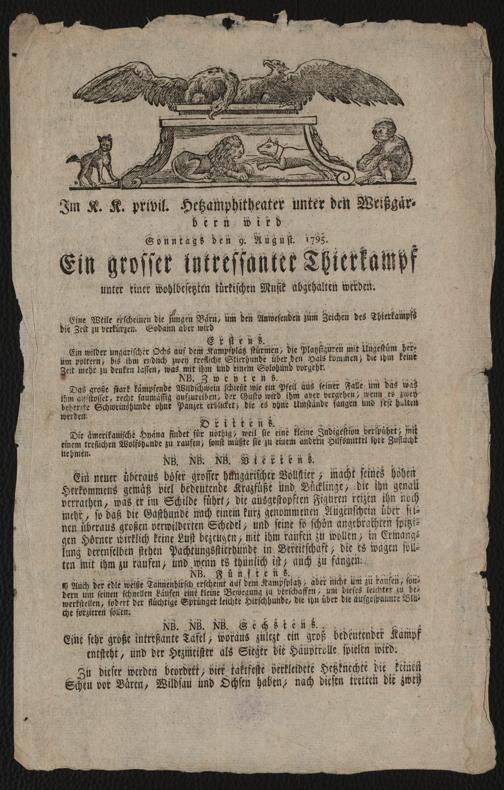 Im K. K. privil. Hetzamphitheater unter den Weißgär-
bern wird
Sonntags den 9. August. 1795.
Ein grosser intressanter Thierkampf
unter einer wohlbesetzten türkischen Musik abgehalten werden.
Eine Weile erscheinen die jungen Bärn, um den Anwesenden zum Zeichen des Thierkampfs
die Zeit zu verkürzen. Sodann aber wird
Erstens.
Ein wilder ungarischer Ochs auf dem Kampfplatz stürmen, die Platzfiguren mit Ungestüm her-
um poltern, bis ihm endlich zwey trefliche Stierhunde über den Hals kommen, die ihm keine
Zeit mehr zu denken lassen, was mit ihm und einem Solohund vorgeht.
NB. Zweytens.
Das große stark kämpfende Wildschwein schießt wie ein Pfeil aus seiner Falle um das was
ihm aufstosset, recht saumässig aufzureiben, der Gusto wird ihm aber vergehen, wenn es zwey
beherzte Schweinshunde ohne Panzer erblicket, die es ohne Umstände fangen und fest halten
werden.
Drittens.
Die amerikanische Hyäna findet für nöthig, weil sie eine kleine Indigestion verspührt, mit
einem treflichen Wolfshunde zu raufen, sonst müßte sie zu einem andern Hilfsmittel ihre Zuflucht
nehmen.
NB. NB. NB. Viertens.
Ein neuer überaus böser grosser hungarischer Vollstier, macht seines hohen
Herkommens gemäß viel bedeutende Kratzfüße und Bücklinge, die ihn genau
verrathen, was er im Schilde führt, die ausgestopften Figuren reizen ihn noch
mehr, so daß die Gasthunde nach einem kurz genommenen Augenschein über sei-
nen überaus großen verwilderten Schedel, und seine so schön angebrachten spitzi-
gen Hörner wirklich keine Lust bezeugen, mit ihm raufen zu wollen, in Ermang-
lung derenselben stehen Pachtungsstierhunde in Bereitschaft, die es wagen soll-
ten mit ihm zu raufen, und wenn es thunlich ist, auch zu fangen.
NB. Fünftens.
Auch der edle weiße Tannenhirsch erscheint auf dem Kampfplatz, aber nicht um zu raufen, son-
dern um seinen schnellen Läufen eine kleine Bewegung zu verschaffen, um dieses leichter zu be-
werkstelligen, fodert der flüchtige Springer leichte Hirschhunde, die ihn über die aufgespannte Blä-
che forzieren sollen.
NB. NB. NB. Sechstens.
Eine sehr große intreßante Tafel, woraus zulezt ein groß bedeutender Kampf
entsteht, und der Hezmeister als Sieger die Hauptrolle spielen wird.
Zu dieser werden beordert, vier taktfeste verkleidete Hetzknechte die keinen
Scheu vor Bären, Wildsau und Ochsen haben, nach diesen tretten die zwey